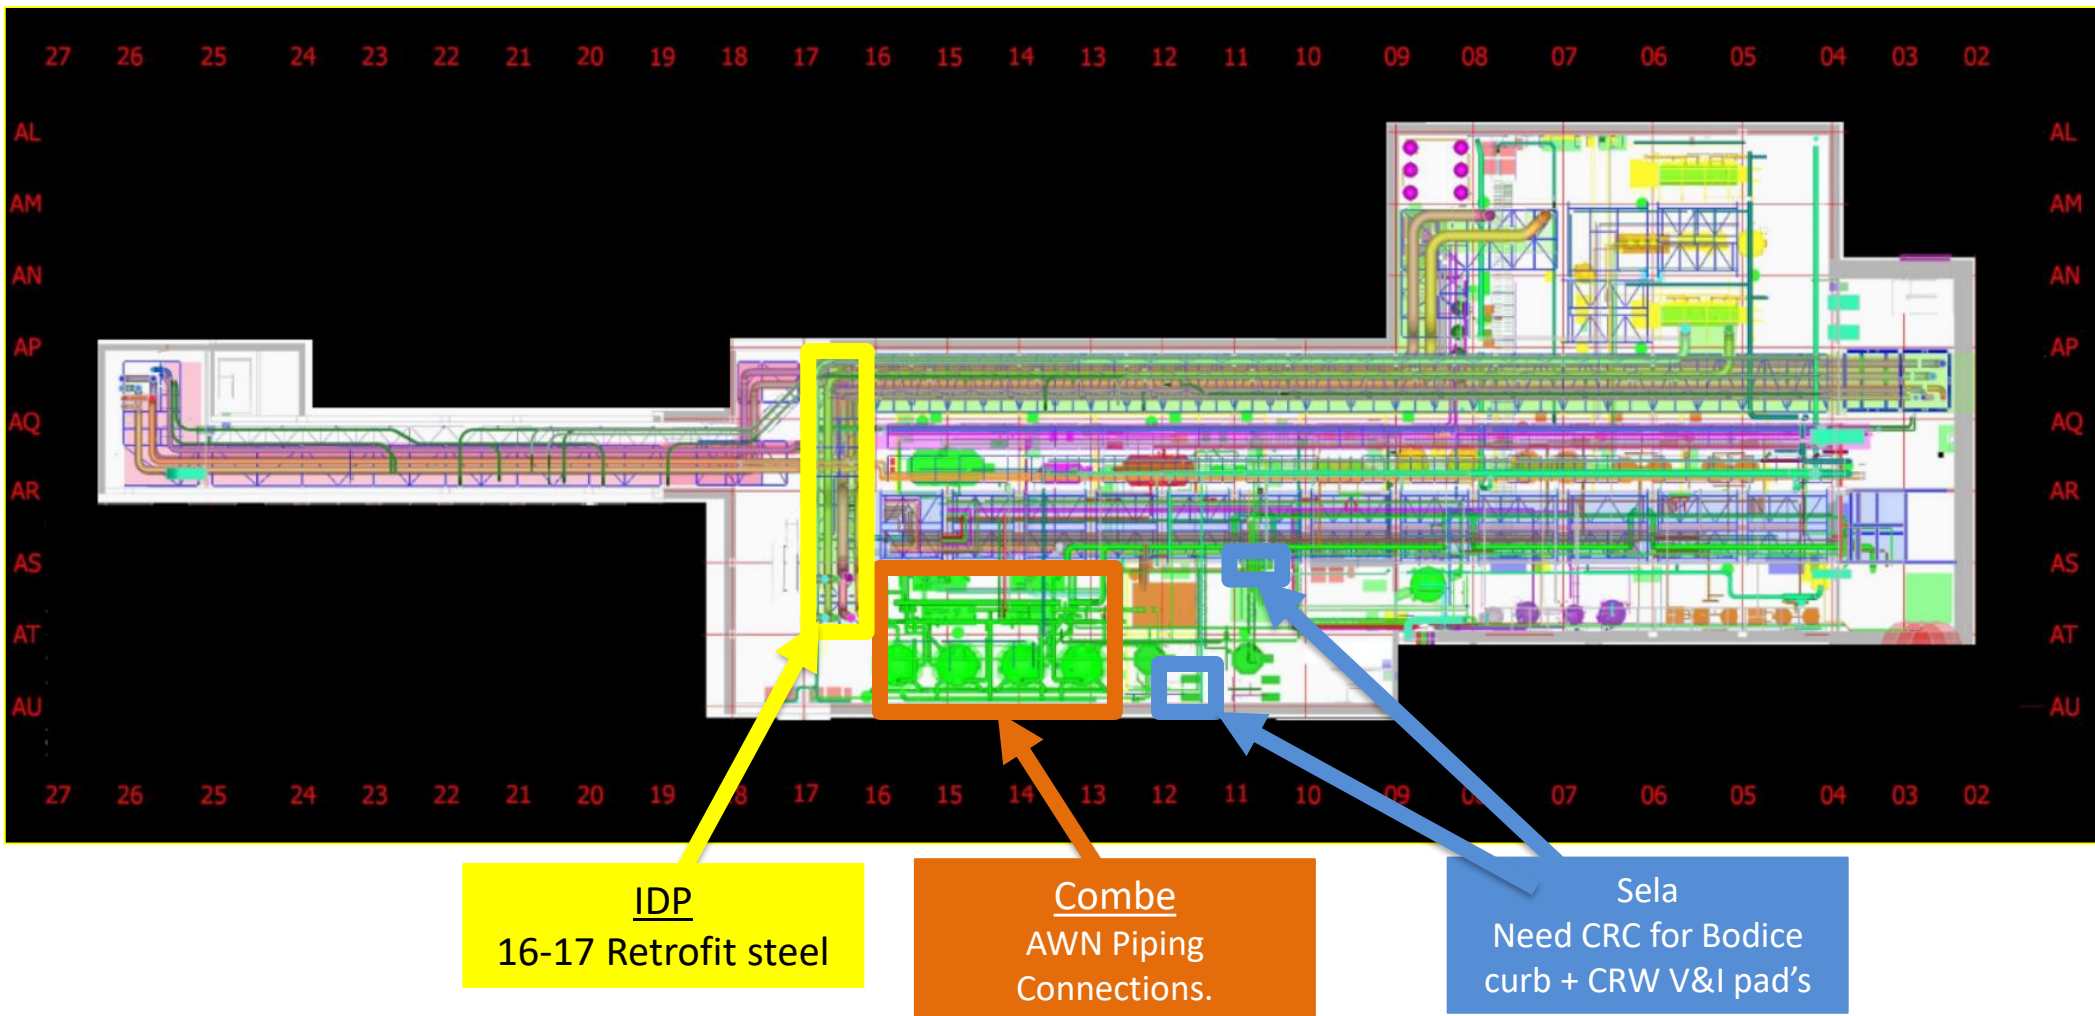 27 26 25 24 23 22 21 20 19 18 17 16 15 14 13 12 11 10 09 08 07 06 05 04 03 02
AL AL
AM AM
AN AN
AP AP
AQ AQ
AR AR
AS AS
AT AT
AU AU
27 26 25 24 23 22 21 20 19 18 17 16 15 14 13 12 11 10 09 08 07 06 05 04 03 02
IDP
16-17 Retrofit steel
Combe
AWN Piping
Connections.
Sela
Need CRC for Bodice
curb + CRW V&I pad's